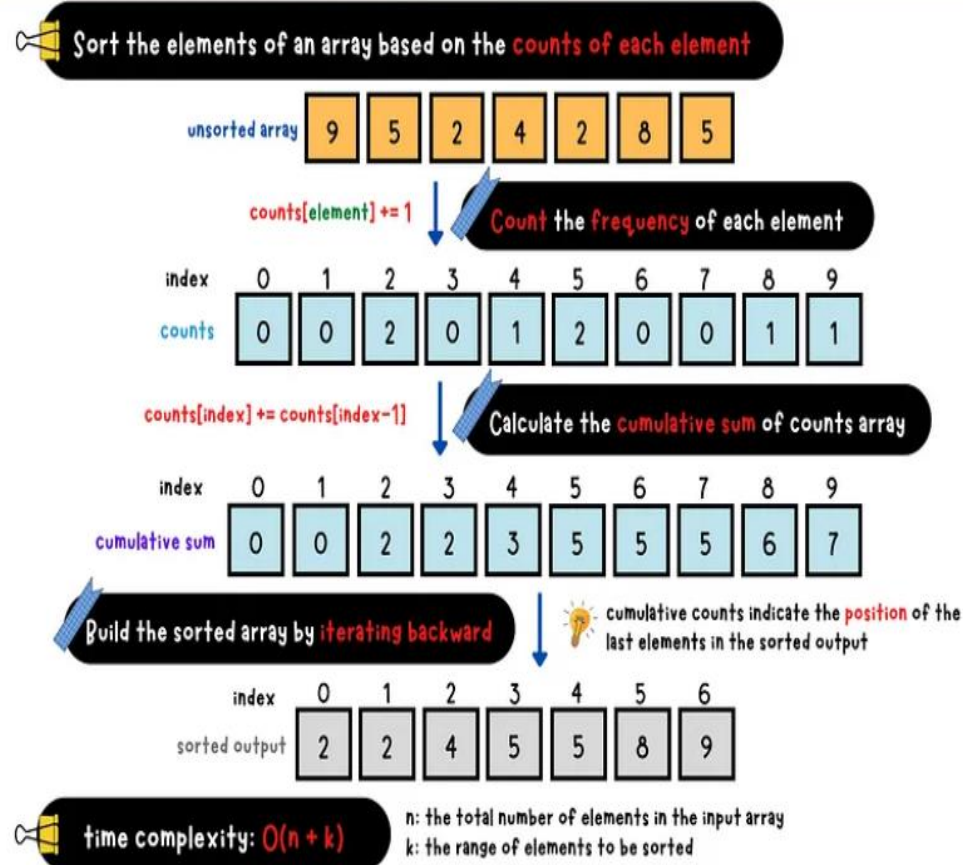 Sort the elements of an array based on the counts of each element
unsorted array 9 5 2 4 2 8 5
counts[element] += 1
Count the frequency of each element
index 0 1 2 3 4 5 6 7 8 9
counts 0 0 2 0 1 2 0 0 1 1
counts[index] += counts[index-1]
Calculate the cumulative sum of counts array
index 0 1 2 3 4 5 6 7 8 9
cumulative sum 0 0 2 2 3 5 5 5 6 7
Build the sorted array by iterating backward
cumulative counts indicate the position of the
last elements in the sorted output
index 0 1 2 3 4 5 6
sorted output 2 2 4 5 5 8 9
time complexity: O(n + k)
n: the total number of elements in the input array
k: the range of elements to be sorted